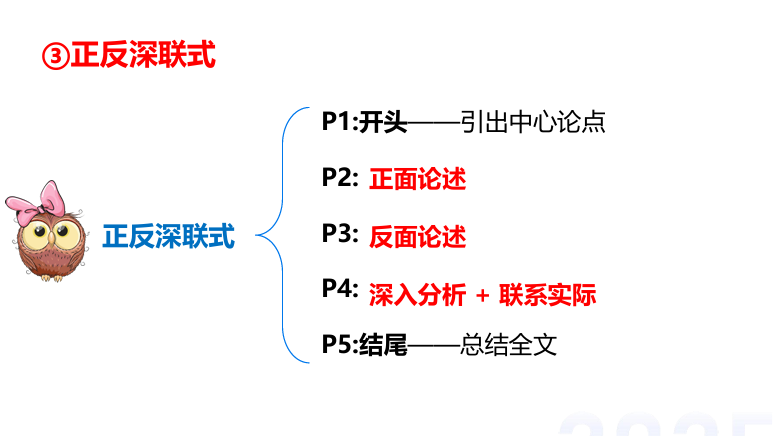 ③正反深联式
P1:开头——引出中心论点
P2: 正面论述
正反深联式
P3: 反面论述
P4: 深入分析 + 联系实际
P5:结尾——总结全文